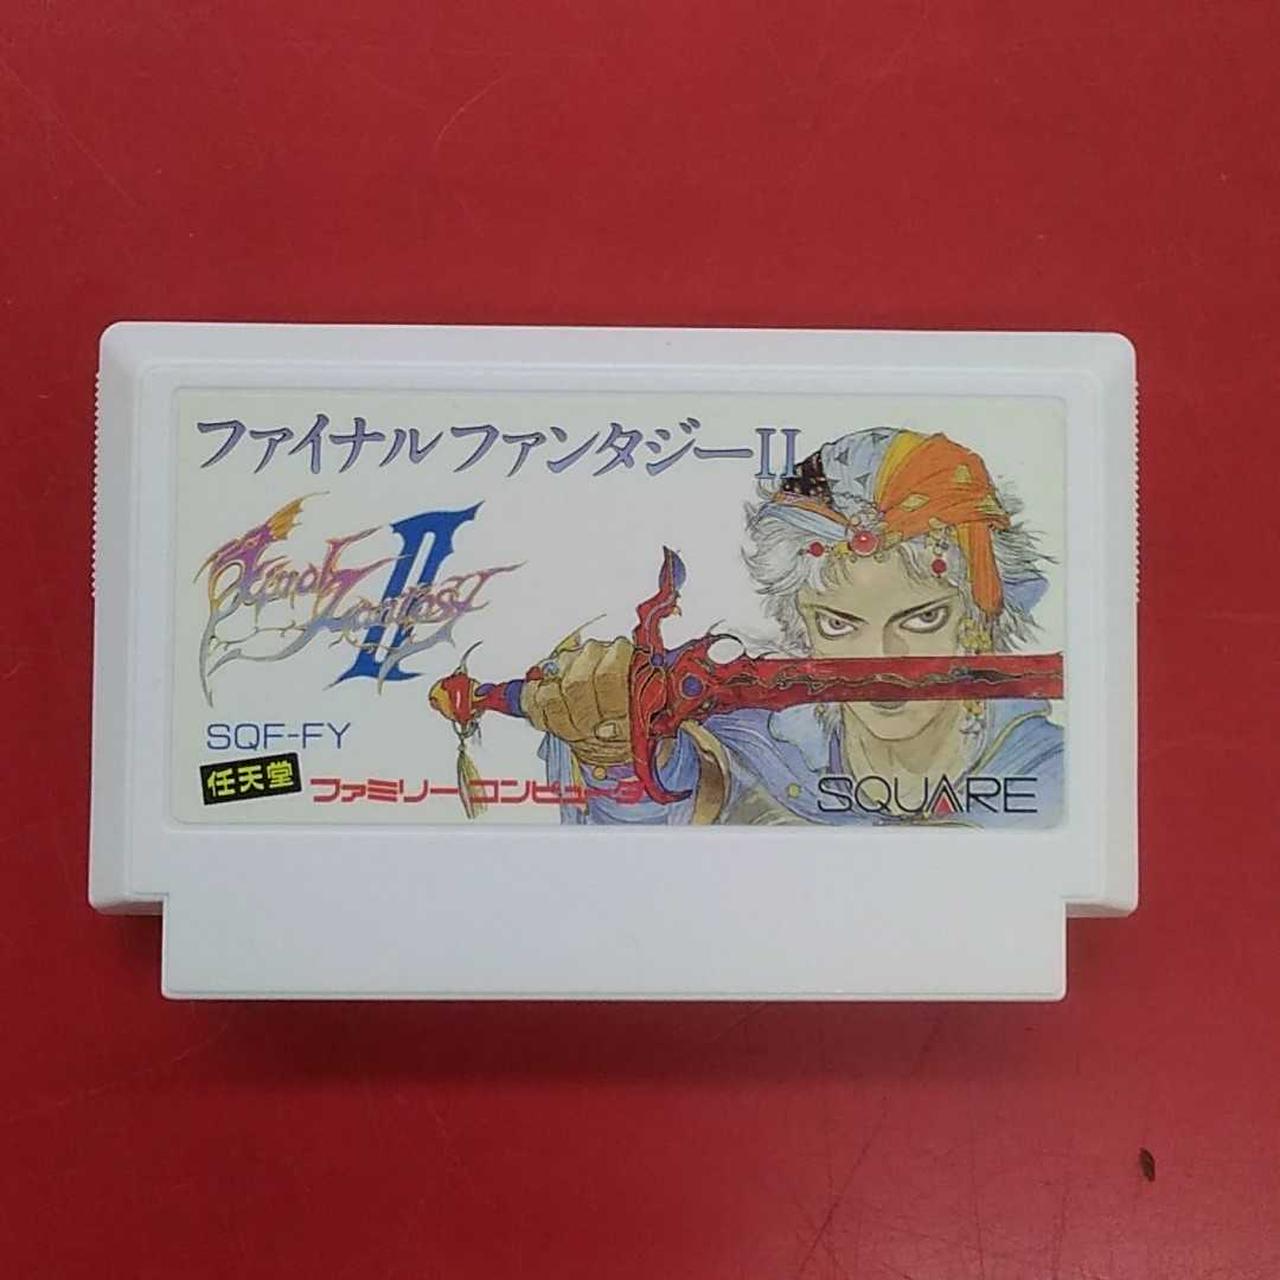 ファイナルファンタジーII
Final Fantasy II
SQF-FY
任天堂 ファミリーコンピュータ
SQUARE